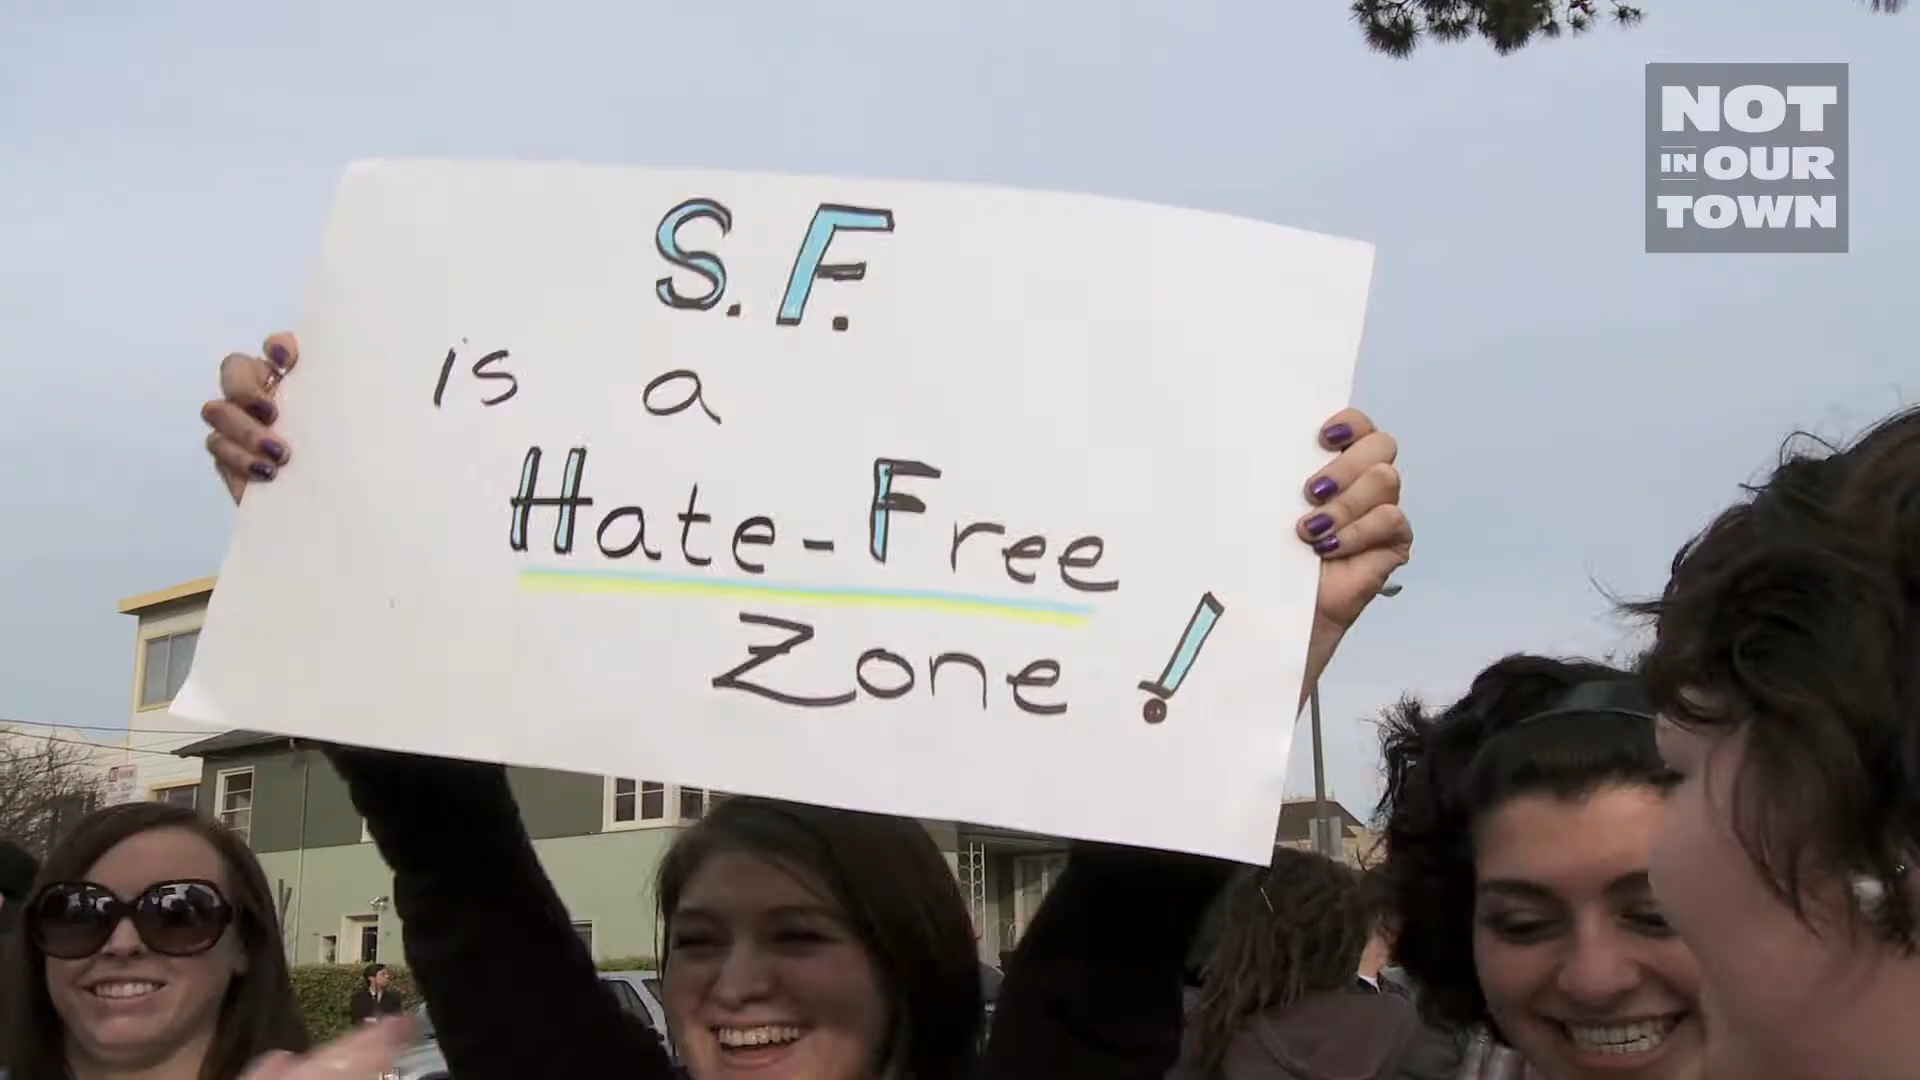 S.F.
is a
Hate-Free
Zone!
NOT
IN OUR
TOWN